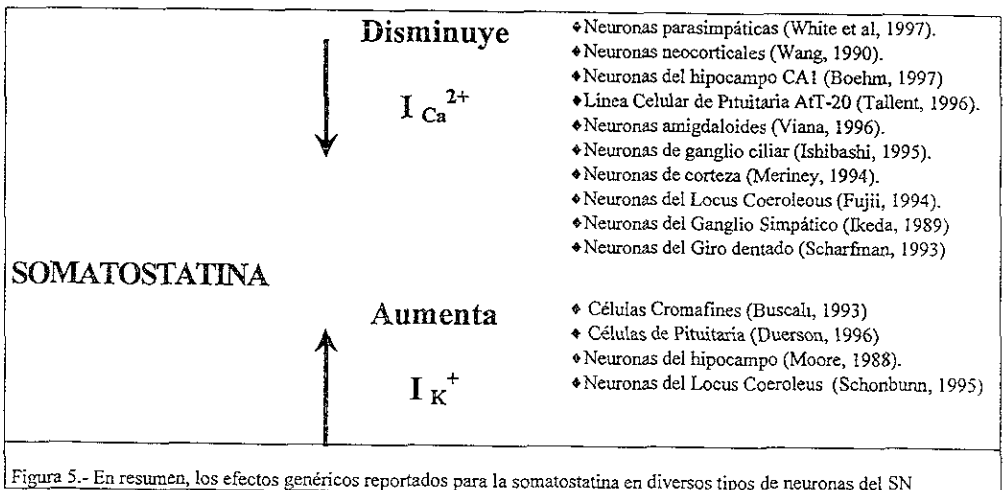 Disminuye
I Ca 2+
◆Neuronas parasimpáticas (White et al, 1997).
◆Neuronas neocorticales (Wang, 1990).
◆Neuronas del hipocampo CA1 (Boehm, 1997)
◆Línea Celular de Pituitaria AtT-20 (Tallent, 1996).
◆Neuronas amigdaloides (Viana, 1996).
◆Neuronas de ganglio ciliar (Ishibashi, 1995).
◆Neuronas de corteza (Meriney, 1994).
◆Neuronas del Locus Coeroleous (Fujii, 1994).
◆Neuronas del Ganglio Simpático (Ikeda, 1989)
◆Neuronas del Giro dentado (Scharfman, 1993)
SOMATOSTATINA
Aumenta
I K +
◆ Células Cromafines (Buscali, 1993)
◆ Células de Pituitaria (Duerson, 1996)
◆Neuronas del hipocampo (Moore, 1988).
◆Neuronas del Locus Coeroleus (Schonbunn, 1995)
Figura 5.- En resumen, los efectos genéricos reportados para la somatostatina en diversos tipos de neuronas del SN